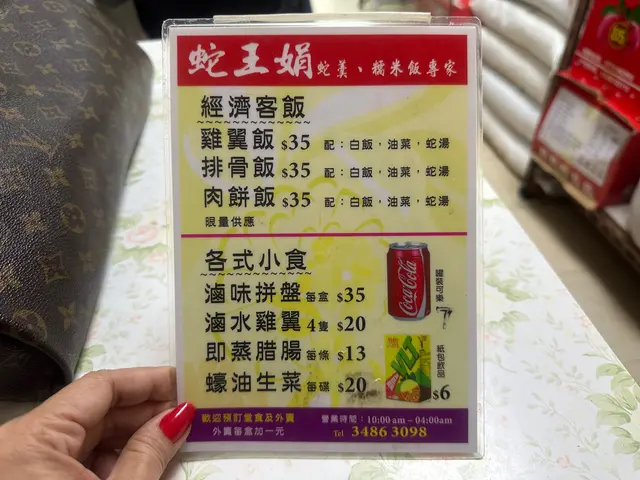 蛇王娟 蛇羹、糯米飯專家
經濟客飯
雞翼飯 $35 配：白飯，油菜，蛇湯
排骨飯 $35 配：白飯，油菜，蛇湯
肉餅飯 $35 配：白飯，油菜，蛇湯
限量供應
各式小食
滷味拼盤 每盒 $35
滷水雞翼 4隻 $20
即蒸腊腸 每條 $13
蠔油生菜 每碟 $20
Coca-Cola
罐裝可樂
$7
紙包飲品
$6
歡迎預訂堂食及外賣
外賣每盒加一元
營業時間：10:00 am - 04:00am
Tel 3486 3098